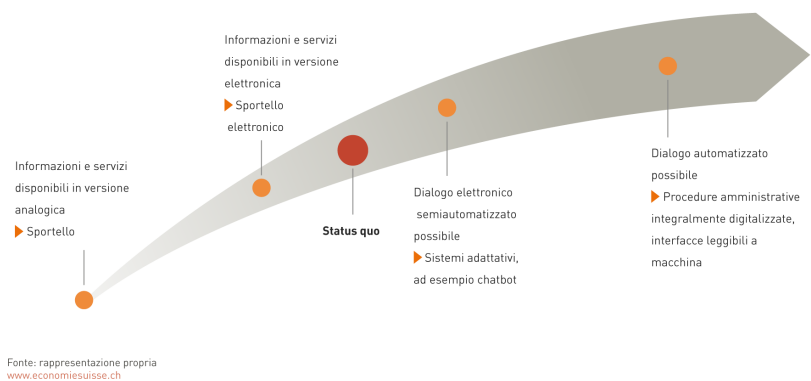 Informazioni e servizi
disponibili in versione
analogica
Sportello
Informazioni e servizi
disponibili in versione
elettronica
Sportello
elettronico
Status quo
Dialogo elettronico
semiautomatizzato
possibile
Sistemi adattativi,
ad esempio chatbot
Dialogo automatizzato
possibile
Procedure amministrative
integralmente digitalizzate,
interfacce leggibili a
macchina
Fonte: rappresentazione propria
www.economiesuisse.ch